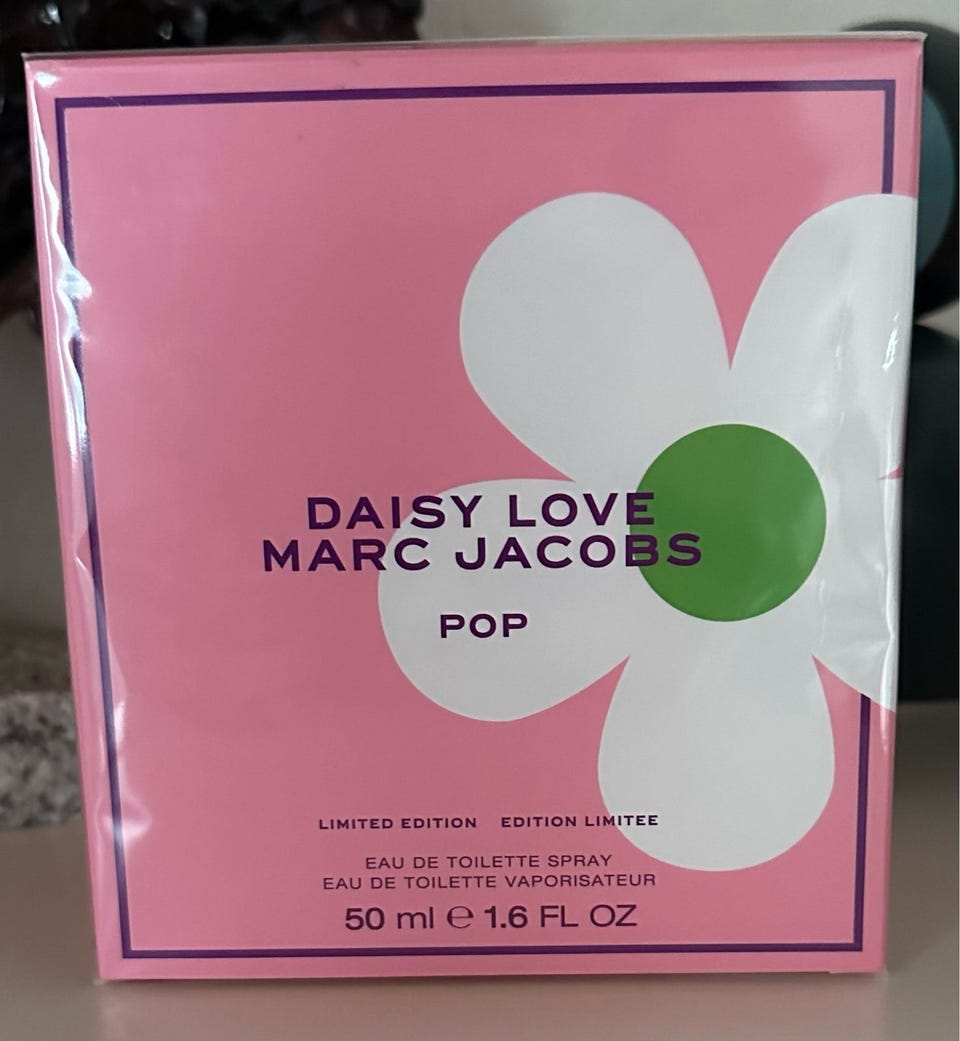 DAISY LOVE
MARC JACOBS
POP
LIMITED EDITION EDITION LIMITEE
EAU DE TOILETTE SPRAY
EAU DE TOILETTE VAPORISATEUR
50 ml ℮ 1.6 FL OZ